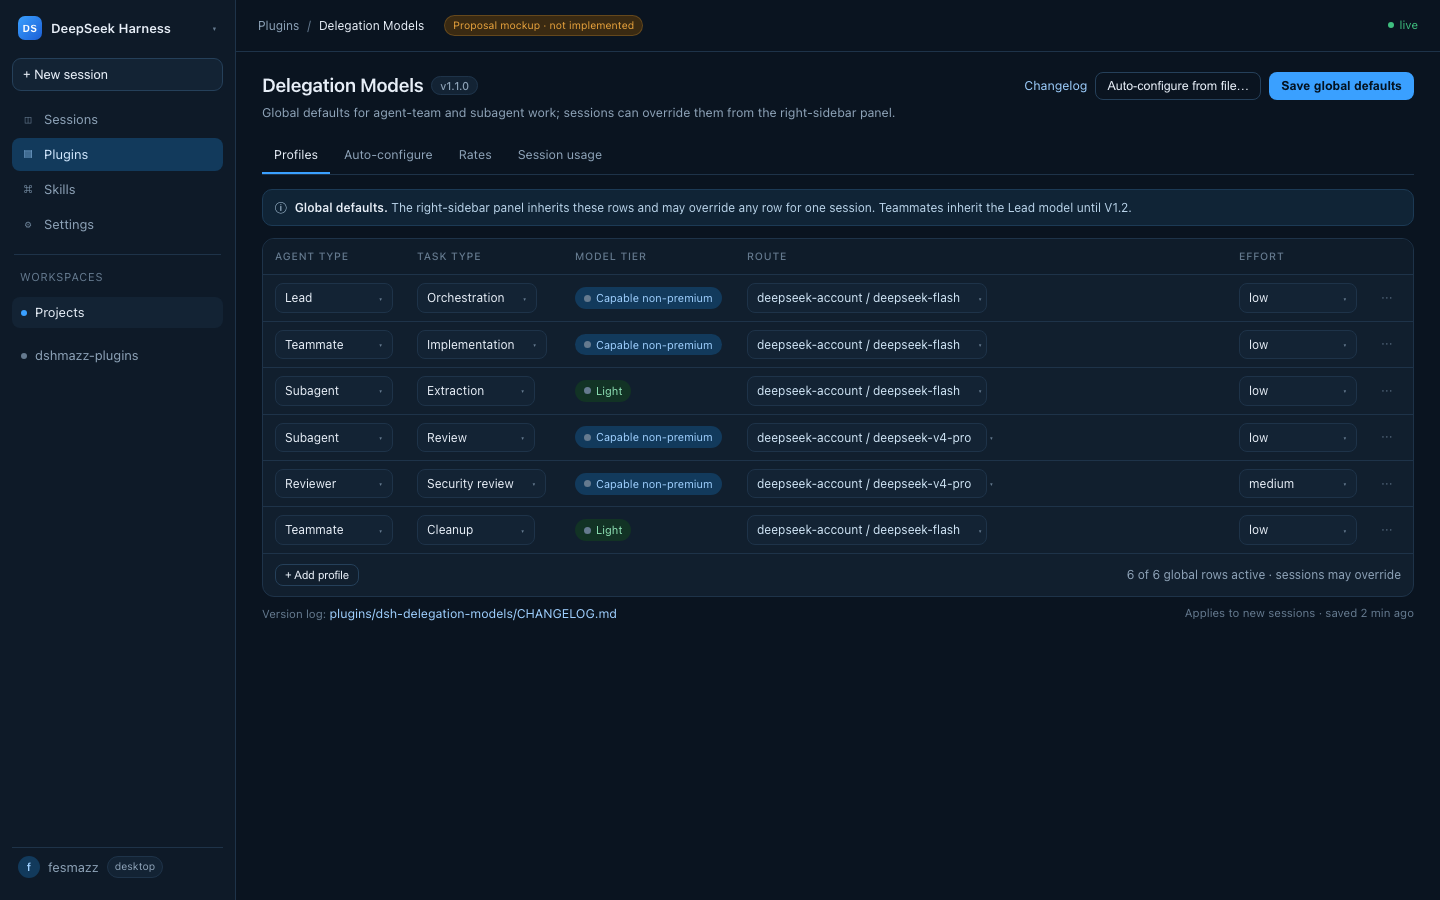 DS DeepSeek Harness
Plugins / Delegation Models Proposal mockup · not implemented
live
+ New session
Sessions
Plugins
Skills
Settings
WORKSPACES
Projects
dshmazz-plugins
f fesmazz desktop
Delegation Models v1.1.0
Changelog Auto-configure from file... Save global defaults
Global defaults for agent-team and subagent work; sessions can override them from the right-sidebar panel.
Profiles Auto-configure Rates Session usage
Global defaults. The right-sidebar panel inherits these rows and may override any row for one session. Teammates inherit the Lead model until V1.2.
AGENT TYPE TASK TYPE MODEL TIER ROUTE EFFORT
Lead Orchestration Capable non-premium deepseek-account / deepseek-flash low ...
Teammate Implementation Capable non-premium deepseek-account / deepseek-flash low ...
Subagent Extraction Light deepseek-account / deepseek-flash low ...
Subagent Review Capable non-premium deepseek-account / deepseek-v4-pro low ...
Reviewer Security review Capable non-premium deepseek-account / deepseek-v4-pro medium ...
Teammate Cleanup Light deepseek-account / deepseek-flash low ...
+ Add profile 6 of 6 global rows active · sessions may override
Version log: plugins/dsh-delegation-models/CHANGELOG.md Applies to new sessions · saved 2 min ago